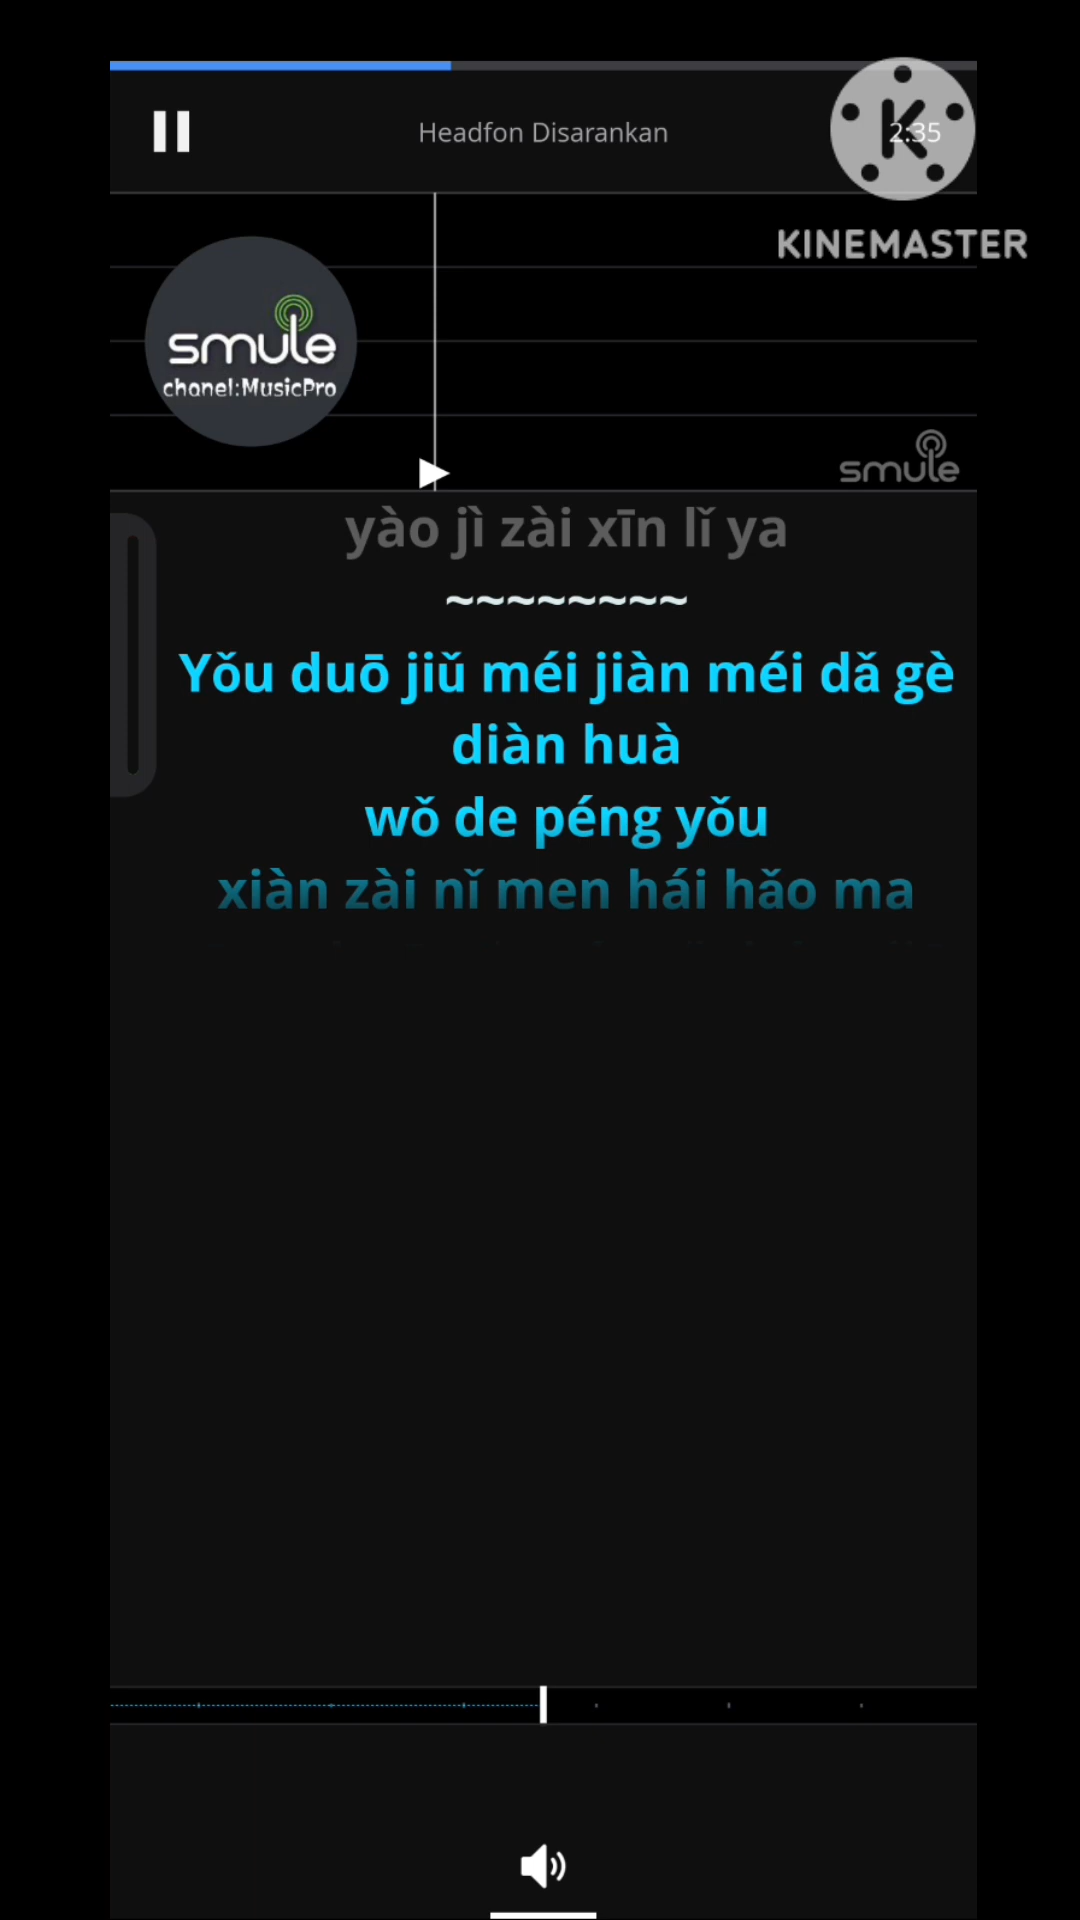 Headfon Disarankan
2:35
KINEMASTER
smule
chanel:MusicPro
smule
yào jì zài xīn lǐ ya
~~~~~~~~
Yǒu duō jiǔ méi jiàn méi dǎ gè
diàn huà
wǒ de péng yǒu
xiàn zài nǐ men hái hǎo ma